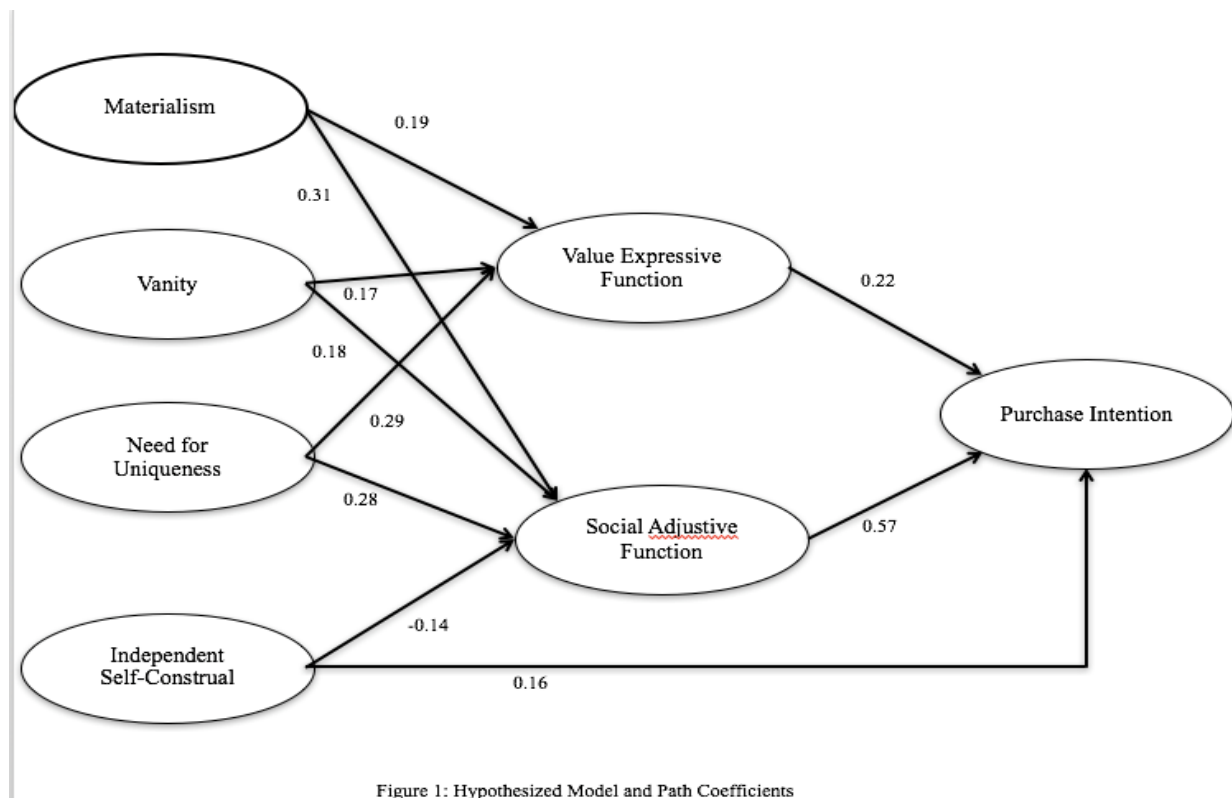 Materialism
0.19
0.31
Value Expressive
Function
Vanity
0.17
0.22
0.18
Need for
Uniqueness
0.29
Purchase Intention
0.28
Social Adjustive
Function
0.57
-0.14
Independent
Self-Construal
0.16
Figure 1: Hypothesized Model and Path Coefficients